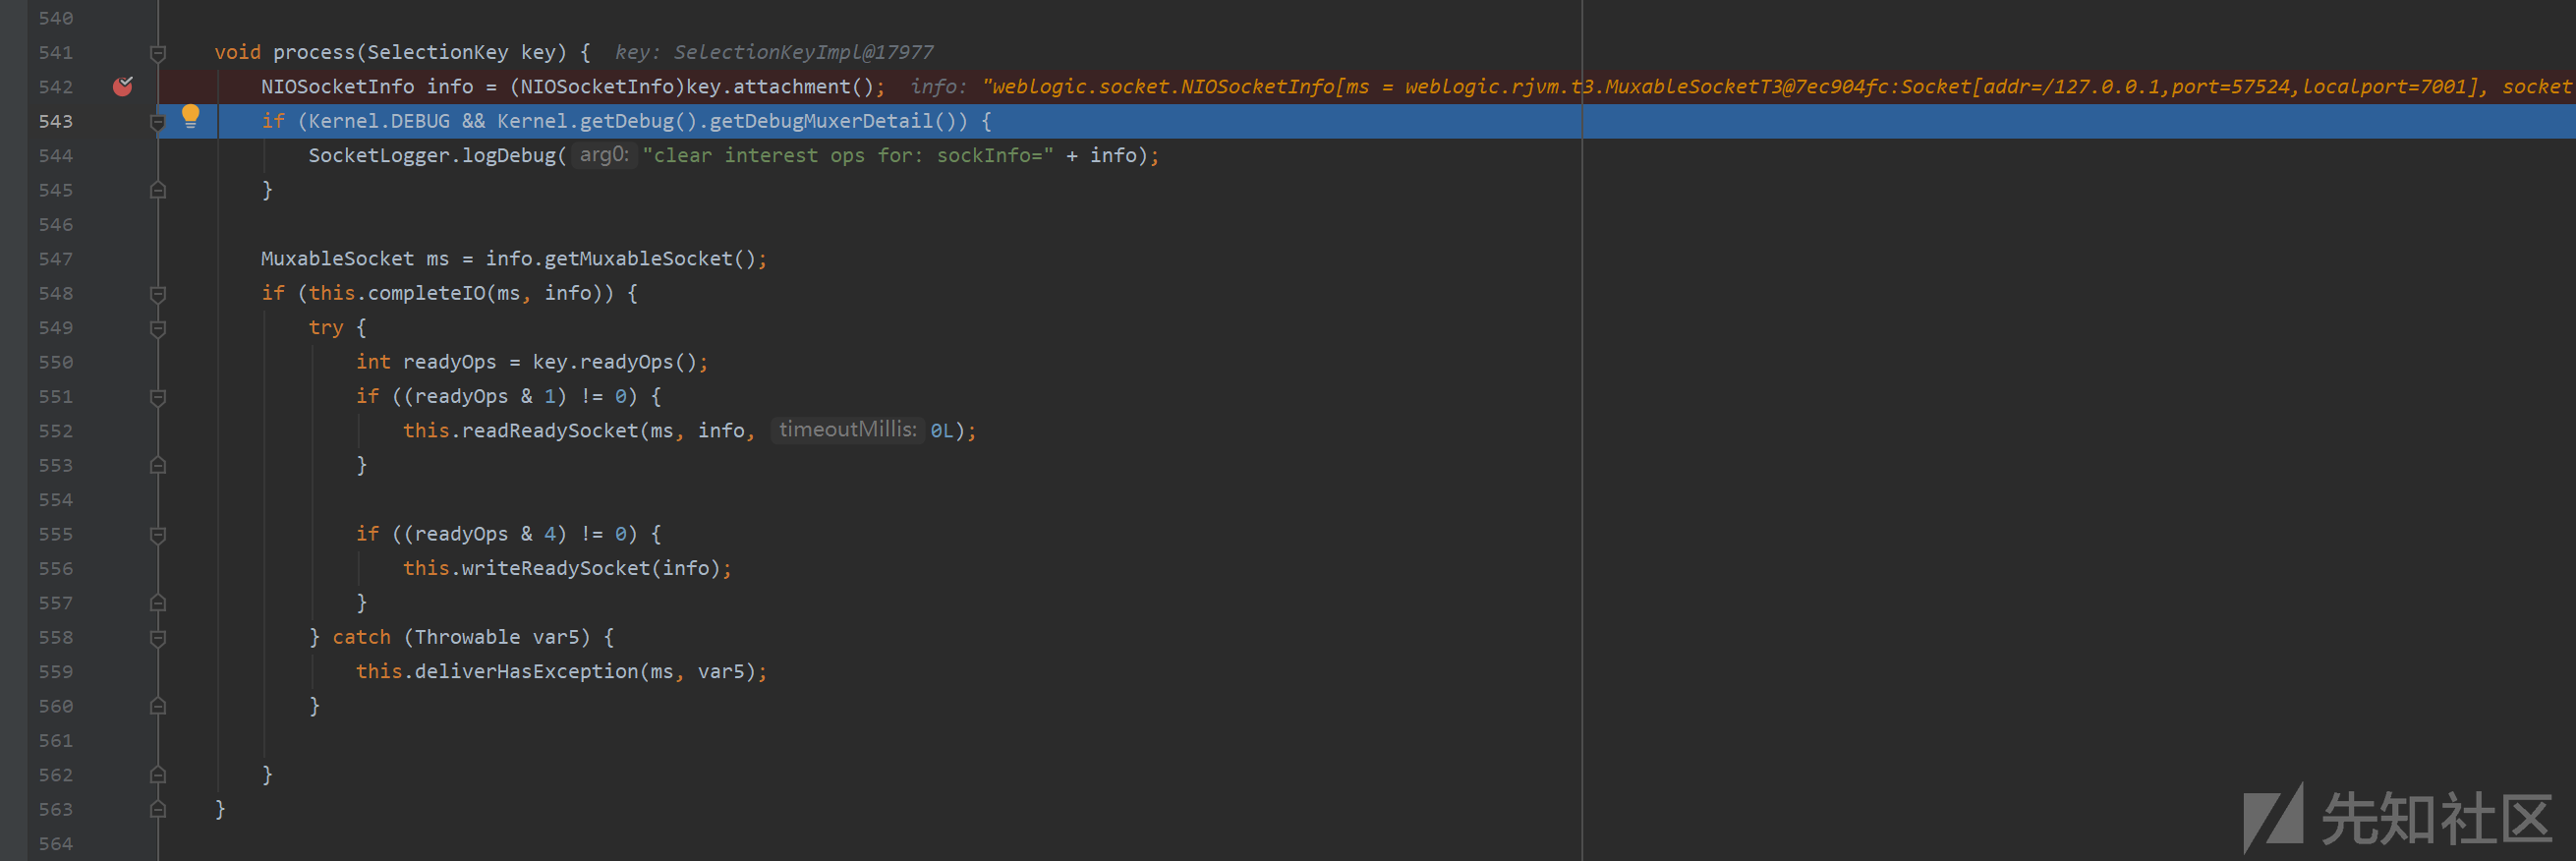 540
541 void process(SelectionKey key) { key: SelectionKeyImpl@17977
542 NIOSocketInfo info = (NIOSocketInfo)key.attachment(); info: "weblogic.socket.NIOSocketInfo[ms = weblogic.rjvm.t3.MuxableSocketT3@7ec904fc:Socket[addr=/127.0.0.1,port=57524,localport=7001], socket
543 if (Kernel.DEBUG && Kernel.getDebug().getDebugMuxerDetail()) {
544 SocketLogger.logDebug( arg0: "clear interest ops for: sockInfo=" + info);
545 }
546
547 MuxableSocket ms = info.getMuxableSocket();
548 if (this.completeIO(ms, info)) {
549 try {
550 int readyOps = key.readyOps();
551 if ((readyOps & 1) != 0) {
552 this.readReadySocket(ms, info, timeoutMillis: 0L);
553 }
554
555 if ((readyOps & 4) != 0) {
556 this.writeReadySocket(info);
557 }
558 } catch (Throwable var5) {
559 this.deliverHasException(ms, var5);
560 }
561
562 }
563 }
564
先知社区